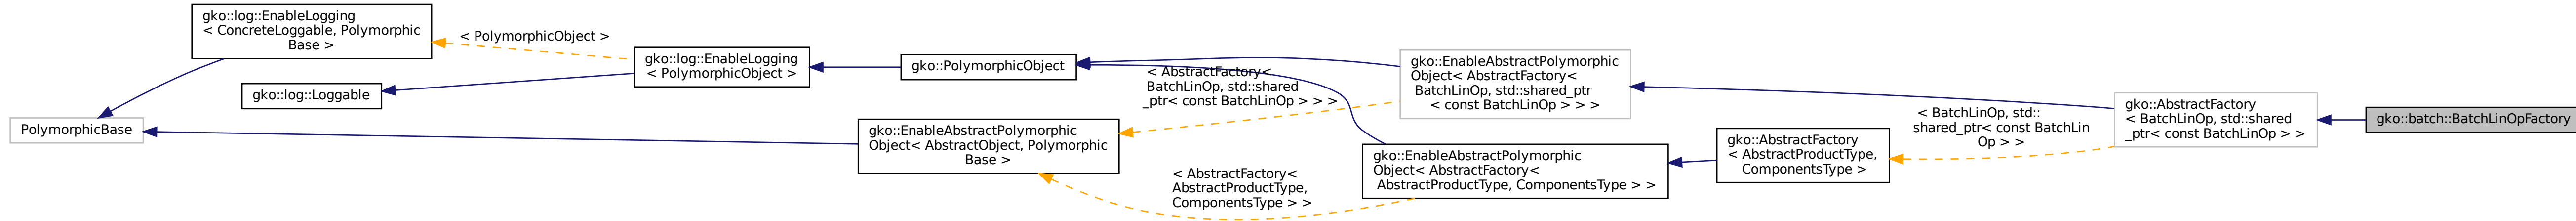 gko::log::EnableLogging
< ConcreteLoggable, Polymorphic
Base >
< PolymorphicObject >
gko::log::EnableLogging
< PolymorphicObject >
gko::log::Loggable
PolymorphicBase
gko::PolymorphicObject
< AbstractFactory<
BatchLinOp, std::shared
_ptr< const BatchLinOp > > >
gko::EnableAbstractPolymorphic
Object< AbstractFactory<
BatchLinOp, std::shared_ptr
< const BatchLinOp > > >
gko::EnableAbstractPolymorphic
Object< AbstractObject, Polymorphic
Base >
< AbstractFactory<
AbstractProductType,
ComponentsType > >
gko::EnableAbstractPolymorphic
Object< AbstractFactory<
AbstractProductType, ComponentsType > >
gko::AbstractFactory
< AbstractProductType,
ComponentsType >
< BatchLinOp, std::
shared_ptr< const BatchLin
Op > >
gko::AbstractFactory
< BatchLinOp, std::shared
_ptr< const BatchLinOp > >
gko::batch::BatchLinOpFactory